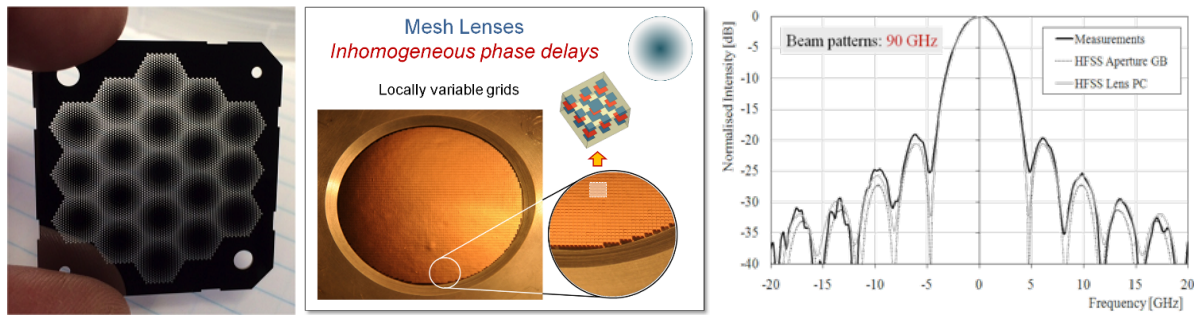 Mesh Lenses
Inhomogeneous phase delays
Locally variable grids
Beam patterns: 90 GHz
Measurements
HFSS Aperture GB
HFSS Lens PC
Normalised Intensity [dB]
0
-5
-10
-15
-20
-25
-30
-35
-40
-20
-15
-10
-5
0
5
10
15
20
Frequency [GHz]